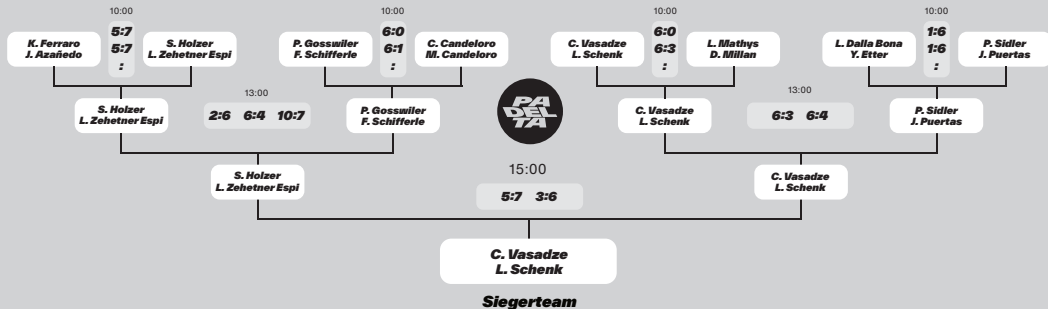 10:00
10:00
10:00
10:00
K. Ferraro
J. Azañedo
5:7
5:7
:
S. Holzer
L. Zehetner Espi
P. Gosswiler
F. Schifferle
6:0
6:1
:
C. Candeloro
M. Candeloro
C. Vasadze
L. Schenk
6:0
6:3
:
L. Mathys
D. Millan
L. Dalla Bona
Y. Etter
1:6
1:6
:
P. Sidler
J. Puertas
S. Holzer
L. Zehetner Espi
13:00
2:6 6:4 10:7
P. Gosswiler
F. Schifferle
PA
DEL
TA
C. Vasadze
L. Schenk
13:00
6:3 6:4
P. Sidler
J. Puertas
S. Holzer
L. Zehetner Espi
15:00
5:7 3:6
C. Vasadze
L. Schenk
C. Vasadze
L. Schenk
Siegerteam